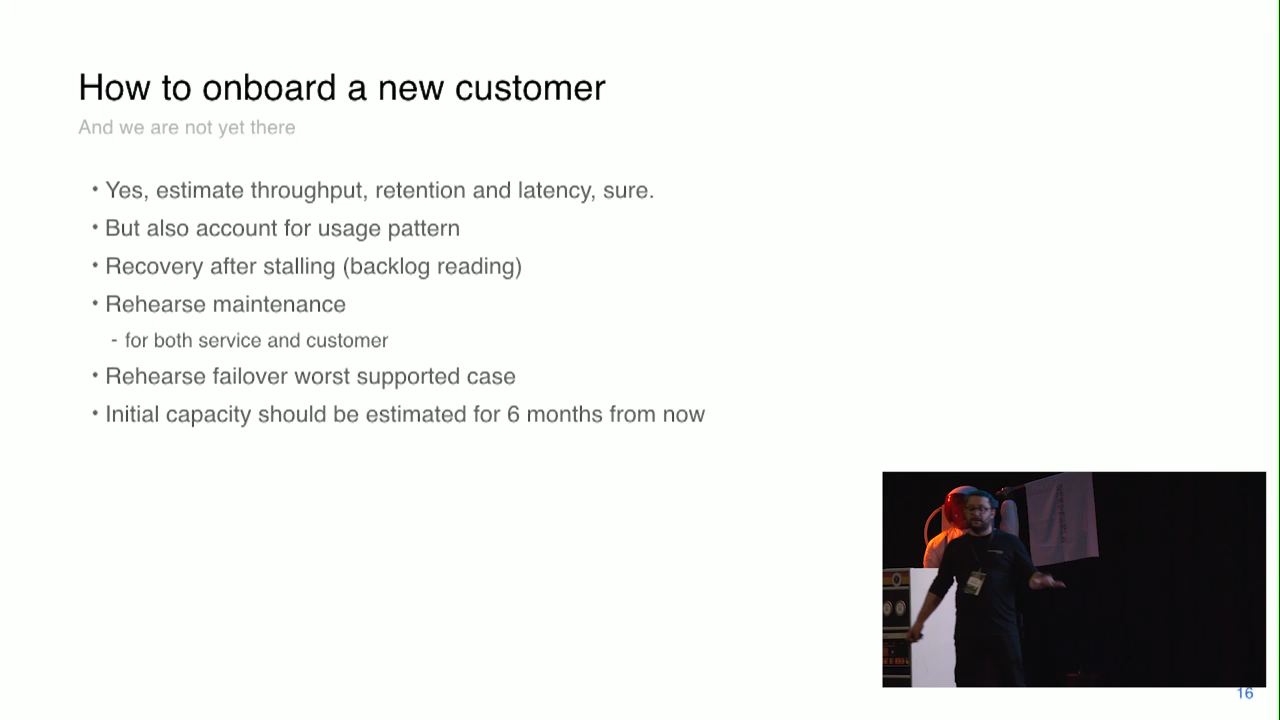 How to onboard a new customer
And we are not yet there
• Yes, estimate throughput, retention and latency, sure.
• But also account for usage pattern
• Recovery after stalling (backlog reading)
• Rehearse maintenance
- for both service and customer
• Rehearse failover worst supported case
• Initial capacity should be estimated for 6 months from now
16